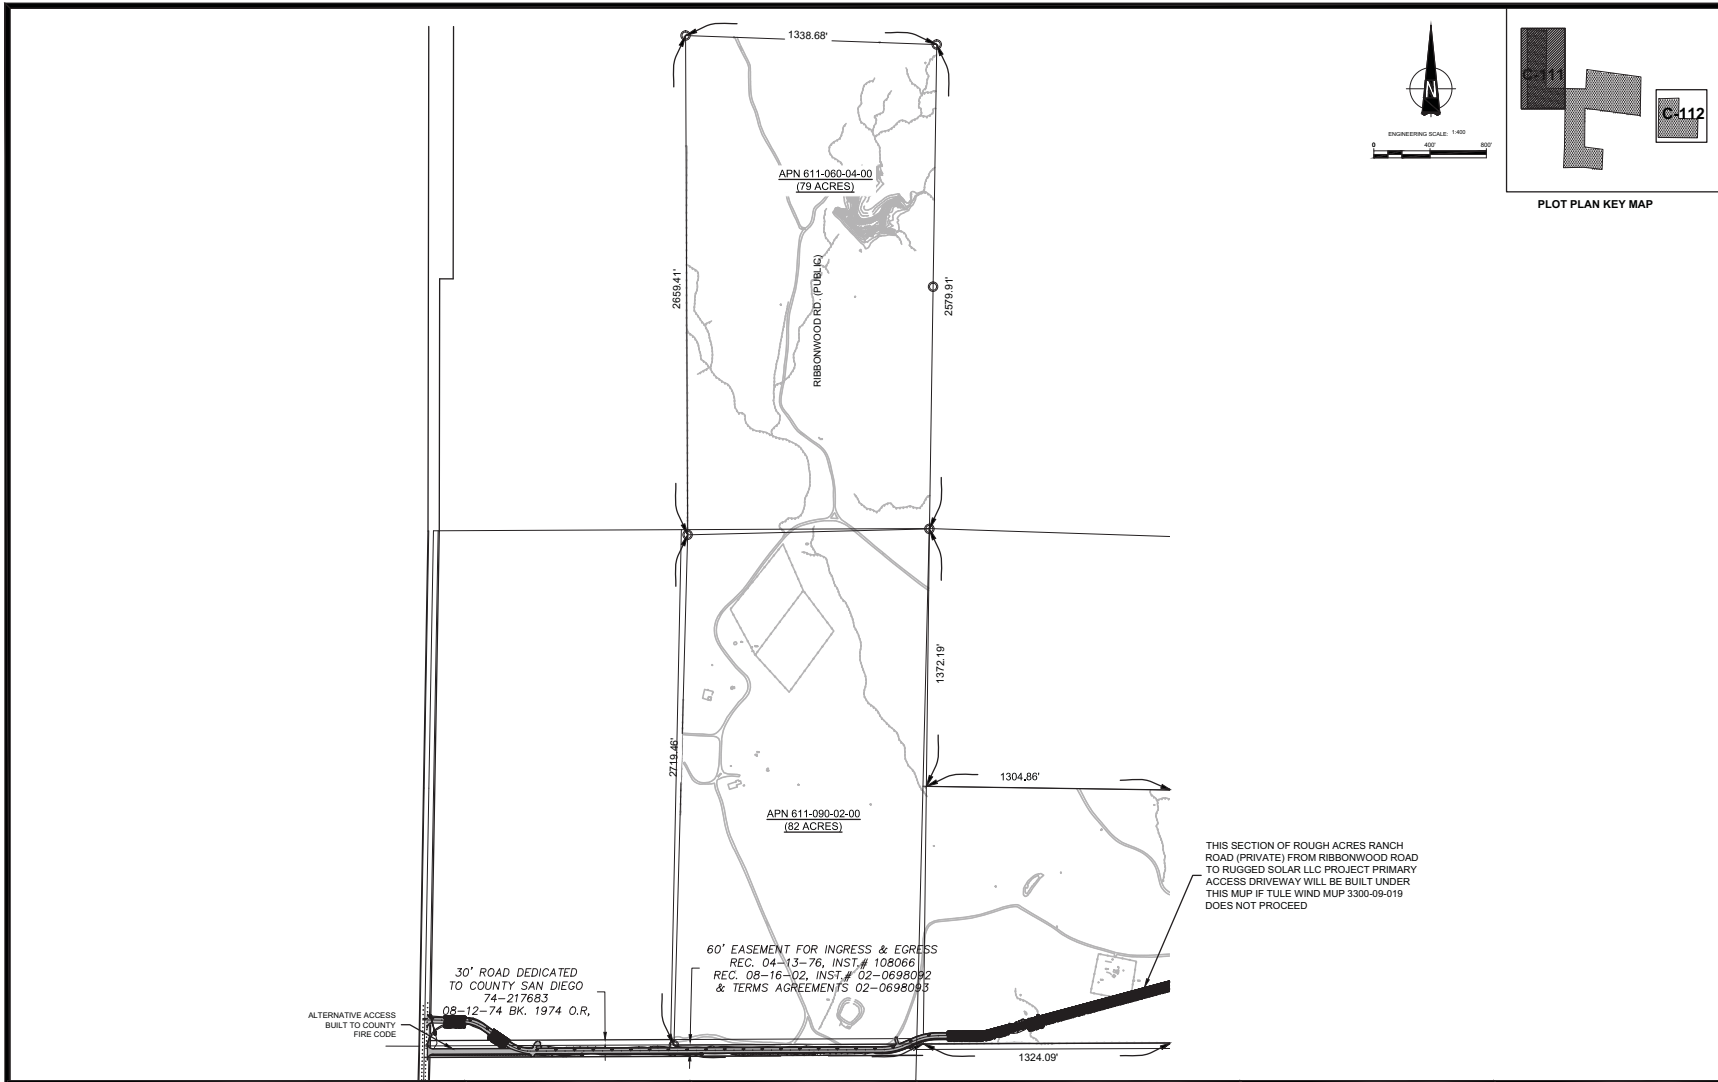 1338.68'
N
ENGINEERING SCALE: 1:400
0 400' 800'
C-111
C-112
PLOT PLAN KEY MAP
APN 611-060-04-00
(79 ACRES)
2659.41'
RIBBONWOOD RD. (PUBLIC)
2579.91'
1372.19'
2719.46'
1304.86'
APN 611-090-02-00
(82 ACRES)
THIS SECTION OF ROUGH ACRES RANCH
ROAD (PRIVATE) FROM RIBBONWOOD ROAD
TO RUGGED SOLAR LLC PROJECT PRIMARY
ACCESS DRIVEWAY WILL BE BUILT UNDER
THIS MUP IF TULE WIND MUP 3300-09-019
DOES NOT PROCEED
60' EASEMENT FOR INGRESS & EGRESS
REC. 04-13-76, INST.# 108066
REC. 08-16-02, INST.# 02-0698092
& TERMS AGREEMENTS 02-0698093
30' ROAD DEDICATED
TO COUNTY SAN DIEGO
74-217683
08-12-74 BK. 1974 O.R,
ALTERNATIVE ACCESS
BUILT TO COUNTY
FIRE CODE
1324.09'